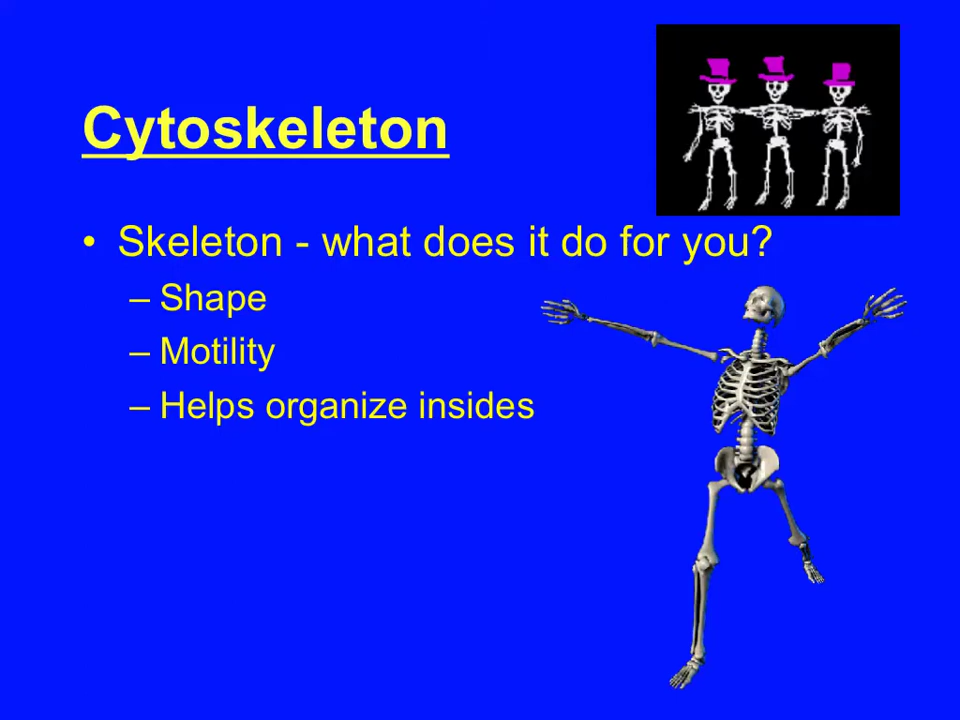 Cytoskeleton
• Skeleton - what does it do for you?
– Shape
– Motility
– Helps organize insides